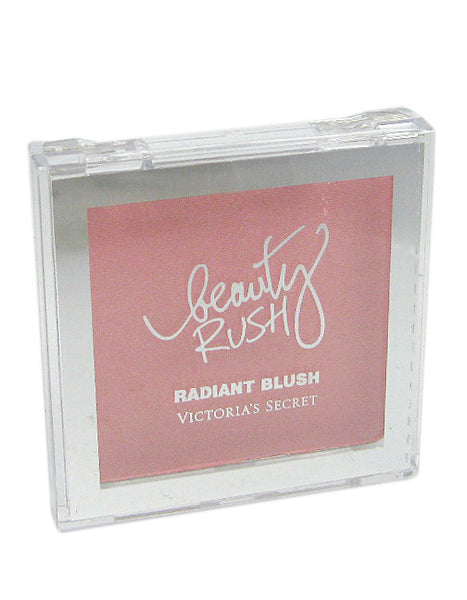 beauty
RUSH
RADIANT BLUSH
VICTORIA'S SECRET